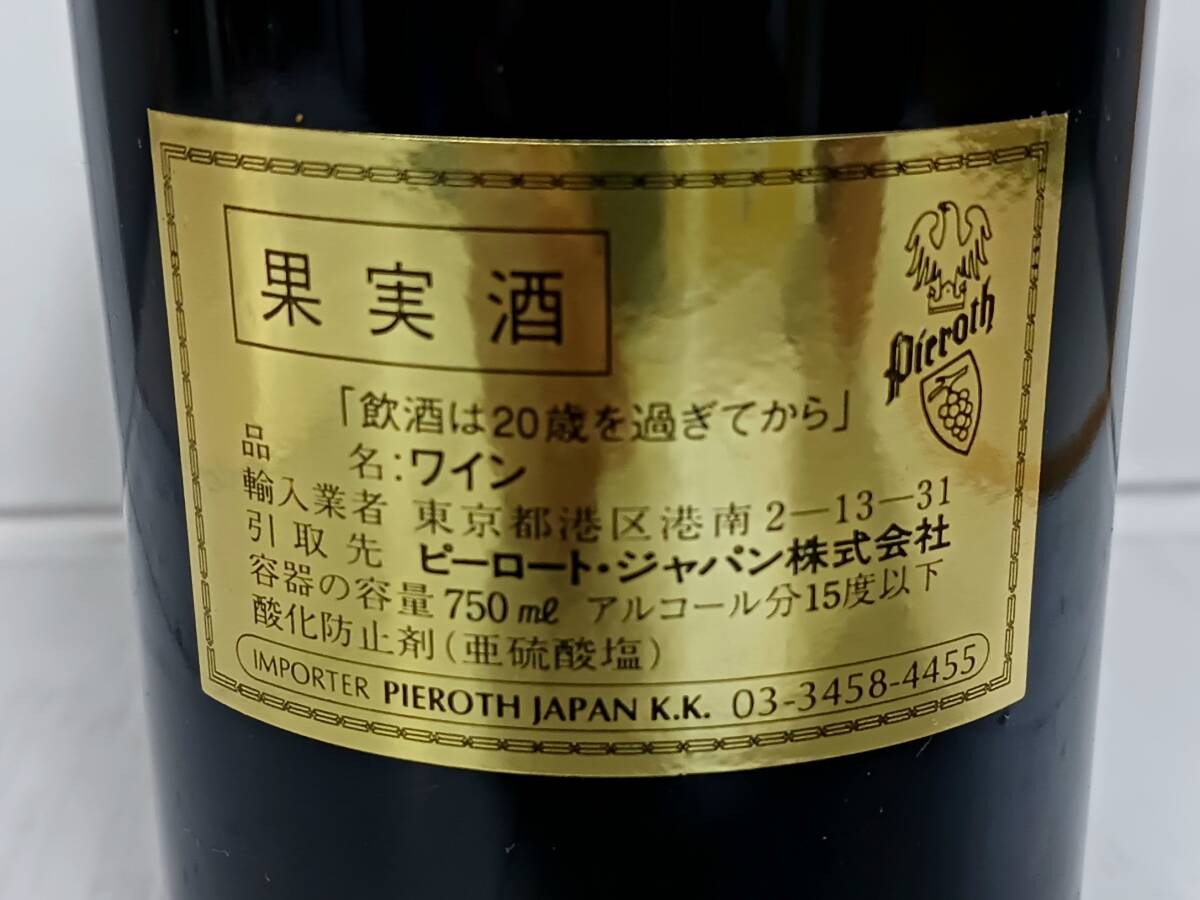 果実酒
Pieroth
「飲酒は20歳を過ぎてから」
品名：ワイン
輸入業者 東京都港区港南2－13－31
引取先 ピーロート・ジャパン株式会社
容器の容量 750ml アルコール分15度以下
酸化防止剤（亜硫酸塩）
IMPORTER PIEROTH JAPAN K.K. 03-3458-4455